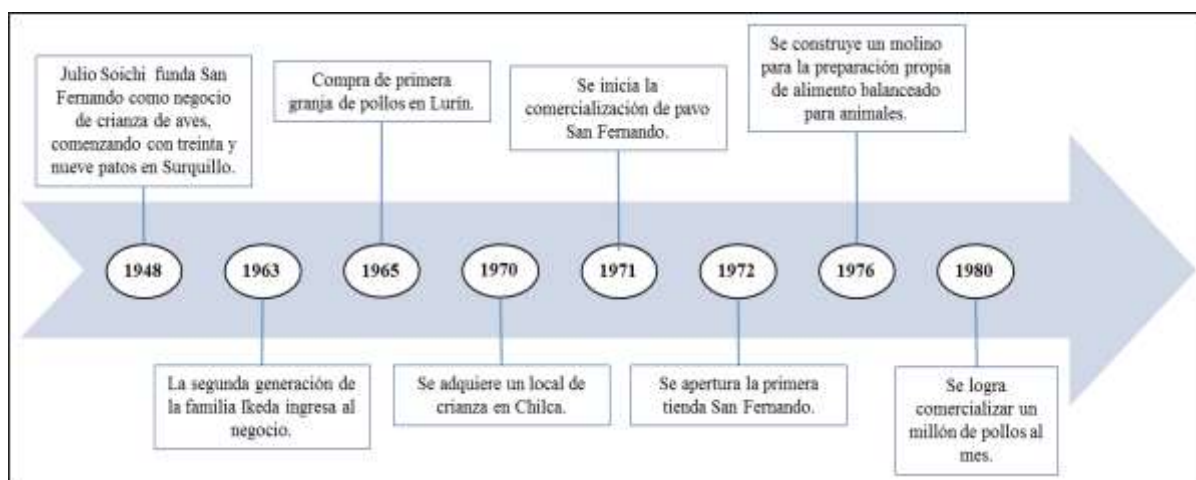 Julio Soichi funda San
Fernando como negocio
de crianza de aves,
comenzando con treinta y
nueve patos en Surquillo.
Compra de primera
granja de pollos en Lurín.
Se inicia la
comercialización de pavo
San Fernando.
Se construye un molino
para la preparación propia
de alimento balanceado
para animales.
1948
1963
1965
1970
1971
1972
1976
1980
La segunda generación de
la familia Ikeda ingresa al
negocio.
Se adquiere un local de
crianza en Chilca.
Se apertura la primera
tienda San Fernando.
Se logra
comercializar un
millón de pollos al
mes.